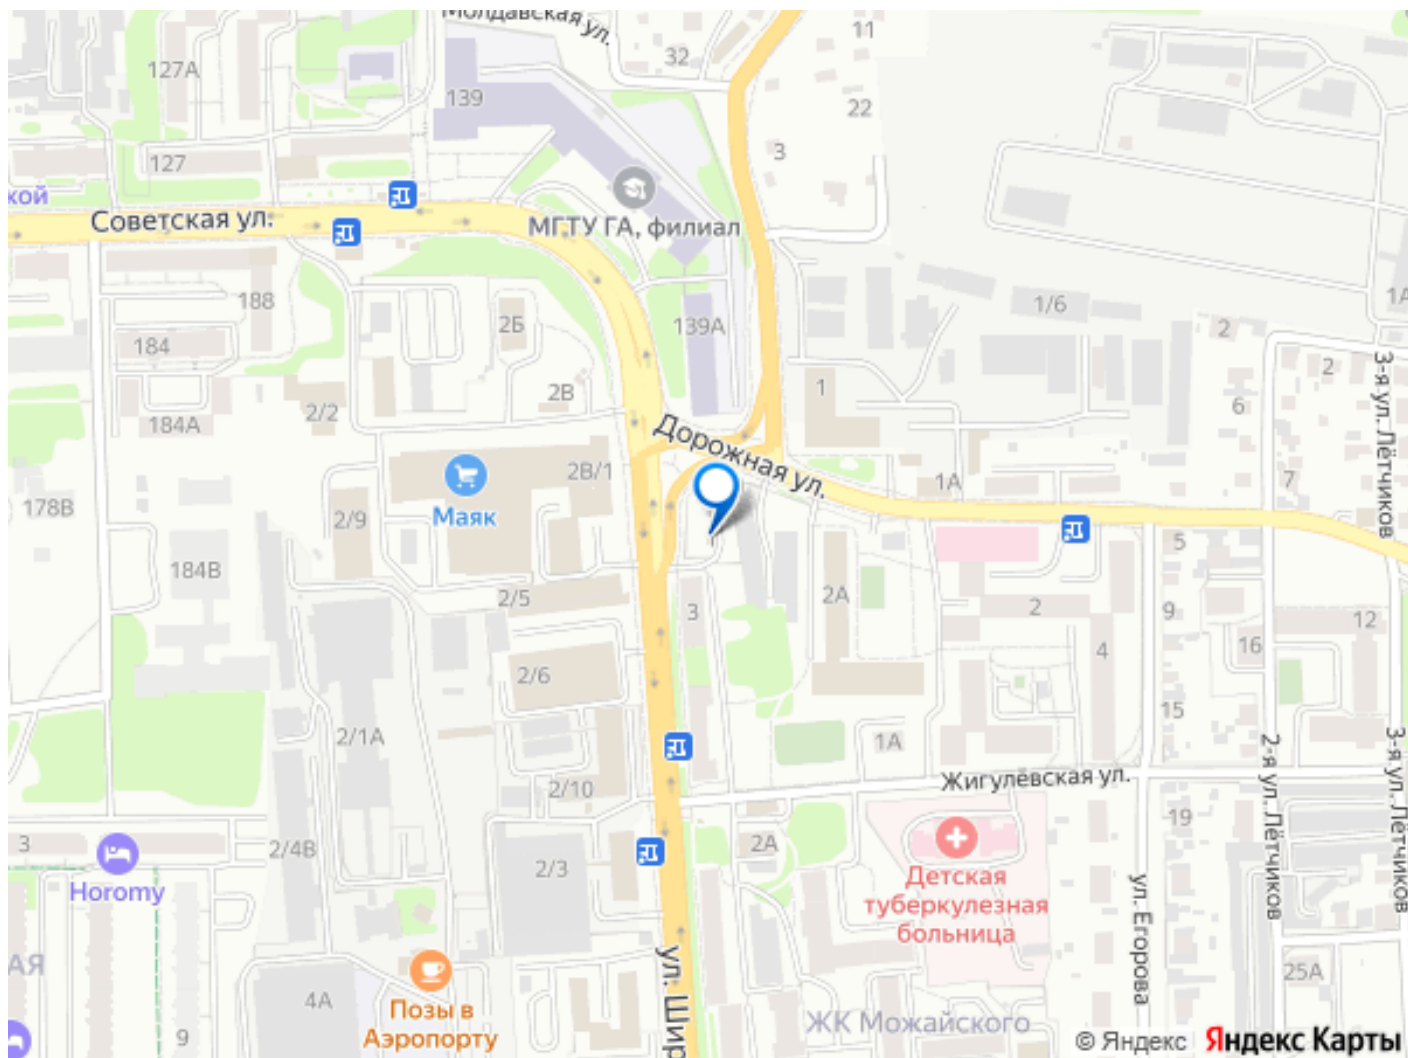 Молдавская ул.
11
32
127А
139
22
127
3
кой
Советская ул.
МГТУ ГА, филиал
188
1/6
1А
2Б
139А
2
184
2
1
2В
6
3-я ул. Лётчиков
2/2
184А
Дорожная ул.
2В/1
1А
7
178В
Маяк
2/9
5
184В
2/5
3
2А
2
9
12
16
4
2/6
15
2/1А
1А
2-я ул. Лётчиков
3-я ул. Лётчиков
Жигулёвская ул.
2/10
19
3
2/4В
2А
2/3
Horomy
Детская
туберкулезная
больница
ул. Егорова
АЯ
ул. Шир
25А
4А
Позы в
Аэропорту
9
ЖК Можайского
© Яндекс Яндекс Карты